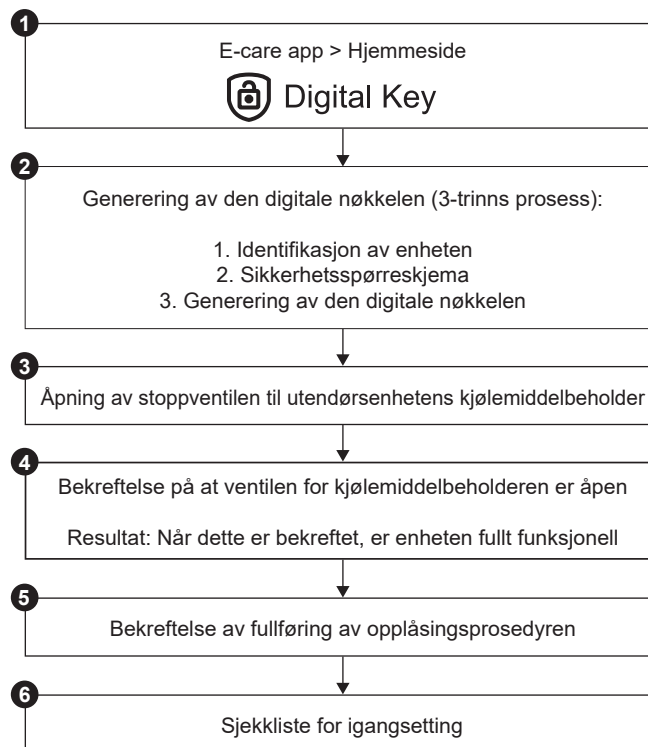 1
E-care app > Hjemmeside
Digital Key
2
Generering av den digitale nøkkelen (3-trinns prosess):
1. Identifikasjon av enheten
2. Sikkerhetsspørreskjema
3. Generering av den digitale nøkkelen
3
Åpning av stoppventilen til utendørsenhetens kjølemiddelbeholder
4
Bekreftelse på at ventilen for kjølemiddelbeholderen er åpen
Resultat: Når dette er bekreftet, er enheten fullt funksjonell
5
Bekreftelse av fullføring av opplåsingsprosedyren
6
Sjekkliste for igangsetting